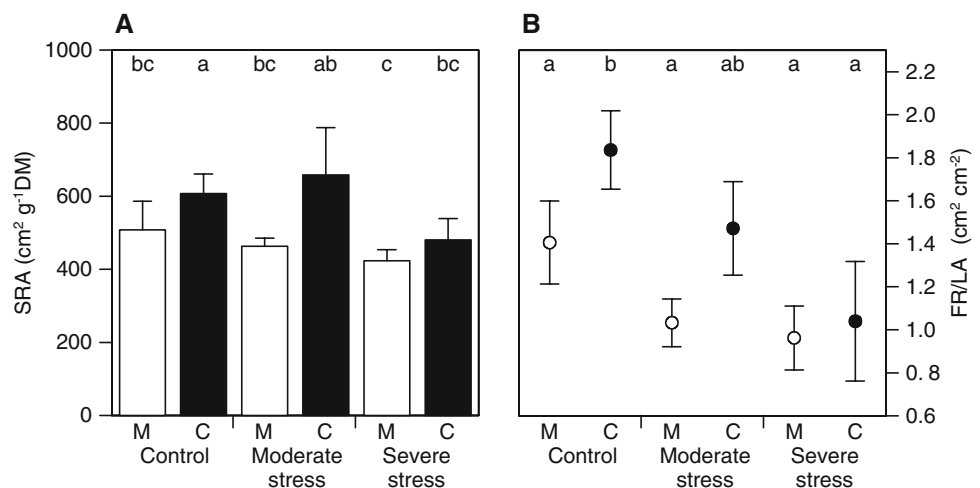 A
B
1000
800
600
400
200
0
SRA (cm² g⁻¹DM)
bc a bc ab c bc
M C M C M C
Control Moderate Severe
stress stress
a b a ab a a
2.2
2.0
1.8
1.6
1.4
1.2
1.0
0. 8
0.6
FR/LA (cm² cm⁻²)
M C M C M C
Control Moderate Severe
stress stress